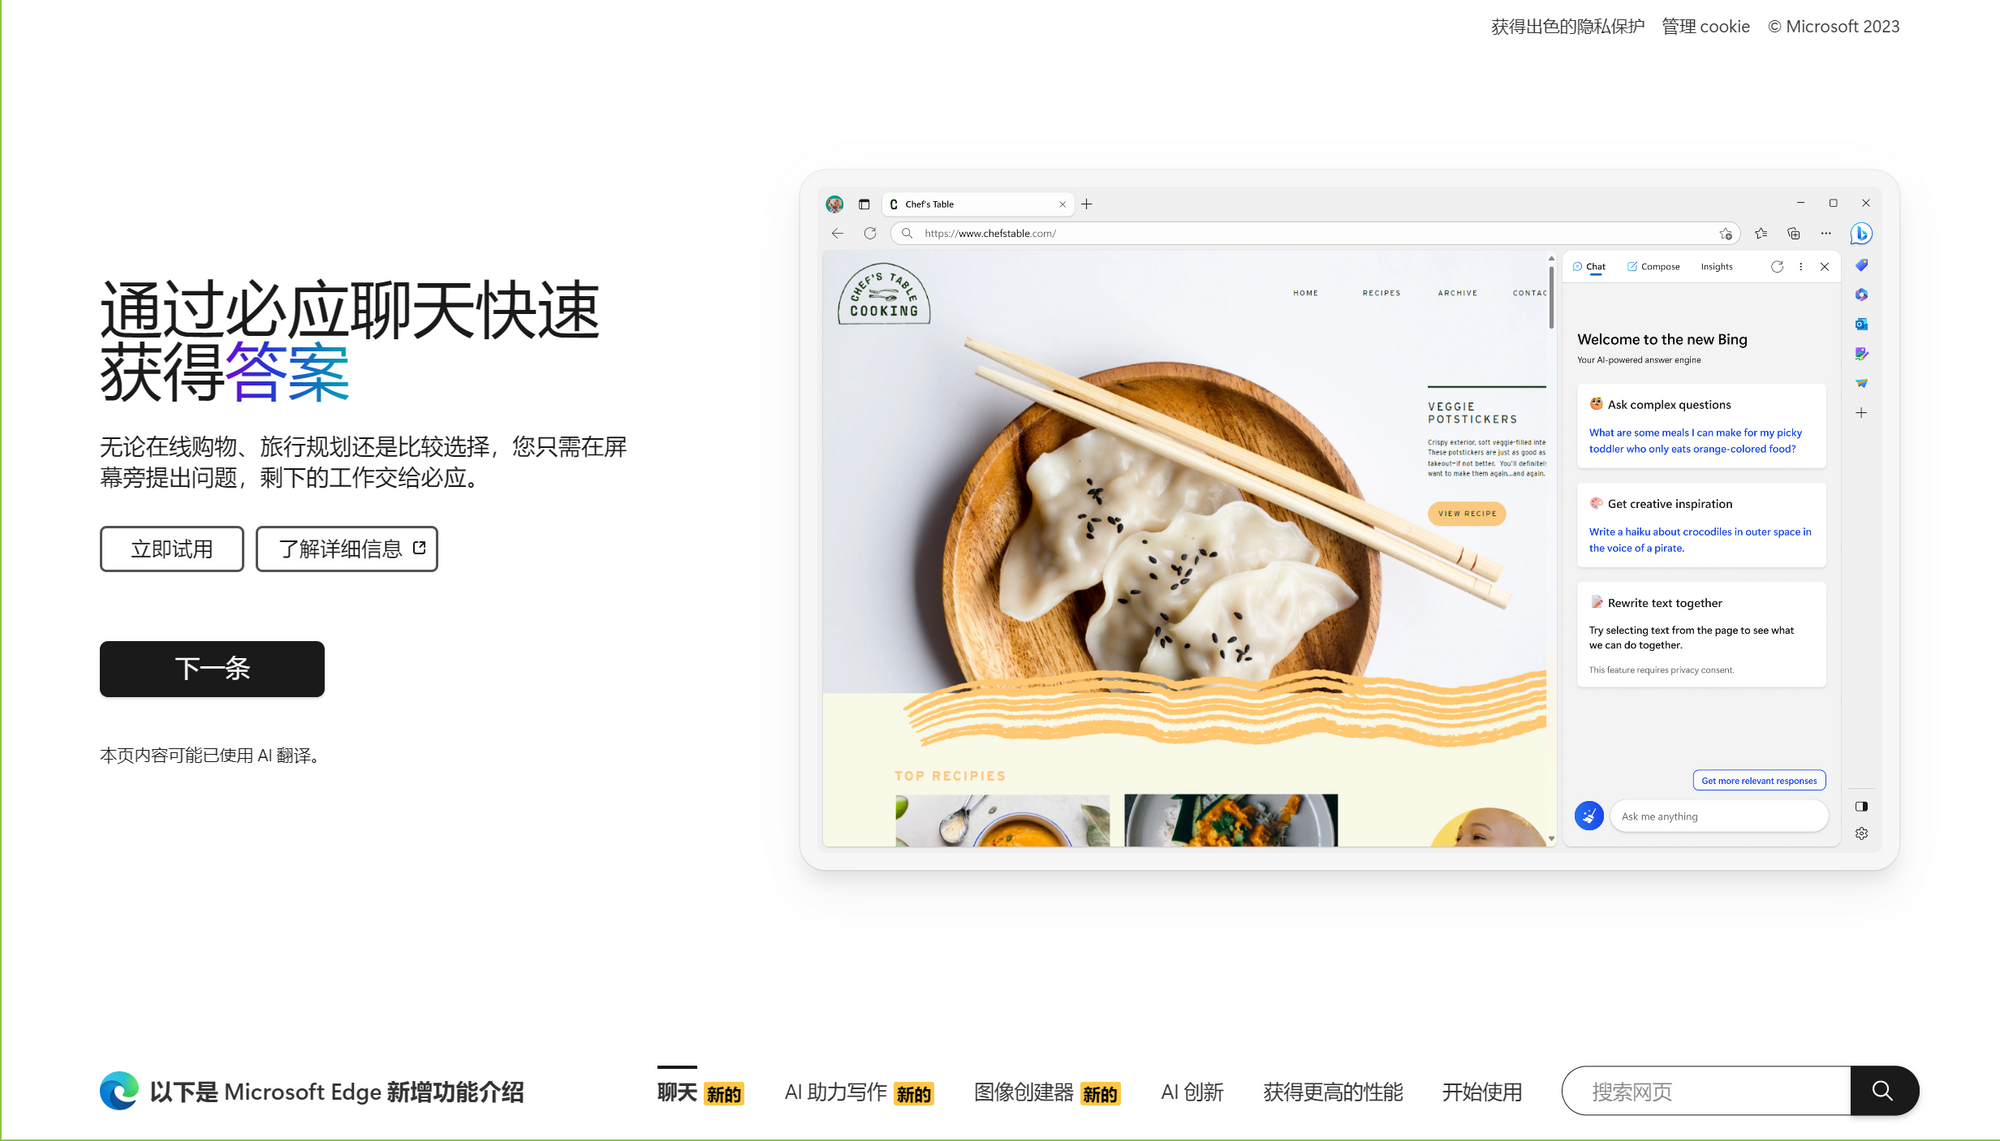 获得出色的隐私保护 管理 cookie © Microsoft 2023
通过必应聊天快速
获得答案
无论在线购物、旅行规划还是比较选择，您只需在屏
幕旁提出问题，剩下的工作交给必应。
立即试用 了解详细信息
下一条
本页内容可能已使用 AI 翻译。
C Chef's Table
https://www.chefstable.com/
CHEF'S TABLE
COOKING
HOME RECIPES ARCHIVE CONTAC
VEGGIE
POTSTICKERS
Crispy exterior, soft veggie-filled inte
These potstickers are just as good as
takeout—if not better. You'll definitel
want to make them again...and again.
VIEW RECIPE
TOP RECIPIES
Chat Compose Insights
Welcome to the new Bing
Your AI-powered answer engine
Ask complex questions
What are some meals I can make for my picky
toddler who only eats orange-colored food?
Get creative inspiration
Write a haiku about crocodiles in outer space in
the voice of a pirate.
Rewrite text together
Try selecting text from the page to see what
we can do together.
This feature requires privacy consent.
Get more relevant responses
Ask me anything
以下是 Microsoft Edge 新增功能介绍
聊天 新的 AI 助力写作 新的 图像创建器 新的 AI 创新 获得更高的性能 开始使用 搜索网页